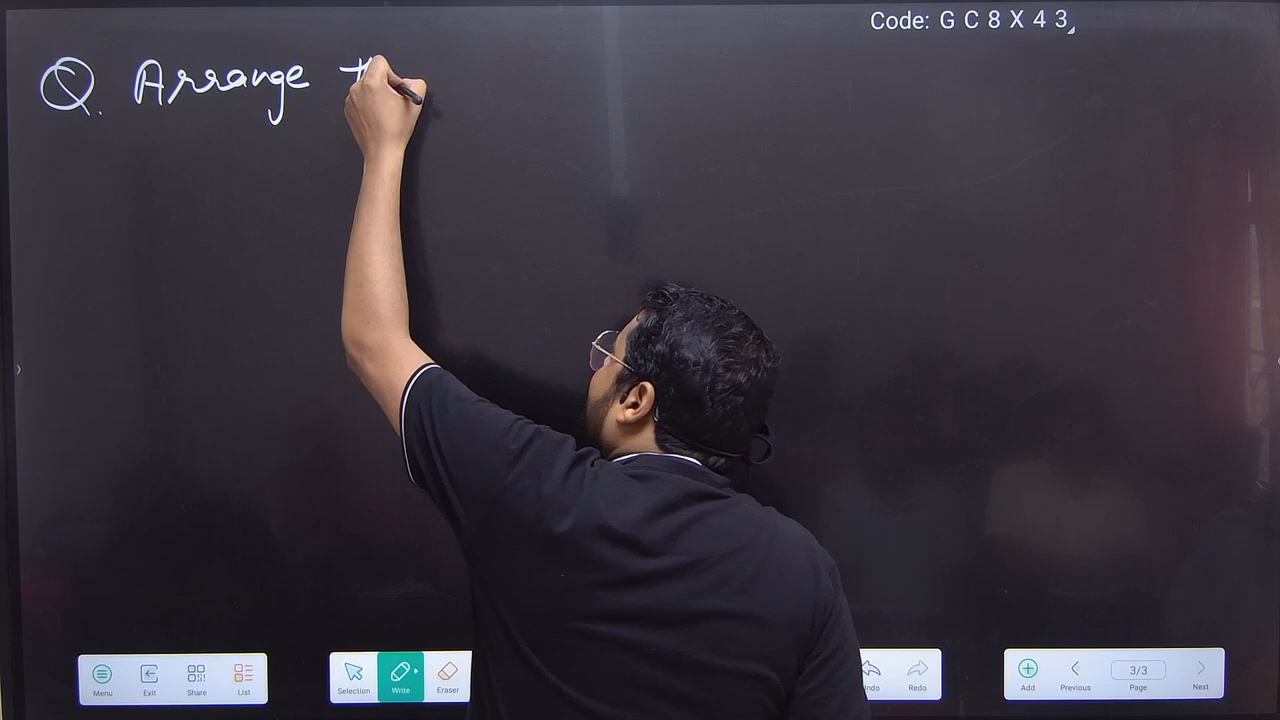 Code: G C 8 X 4 3
Q. Arrange
Menu Exit Share List Selection Write Eraser Redo Add Previous 3/3 Page Next